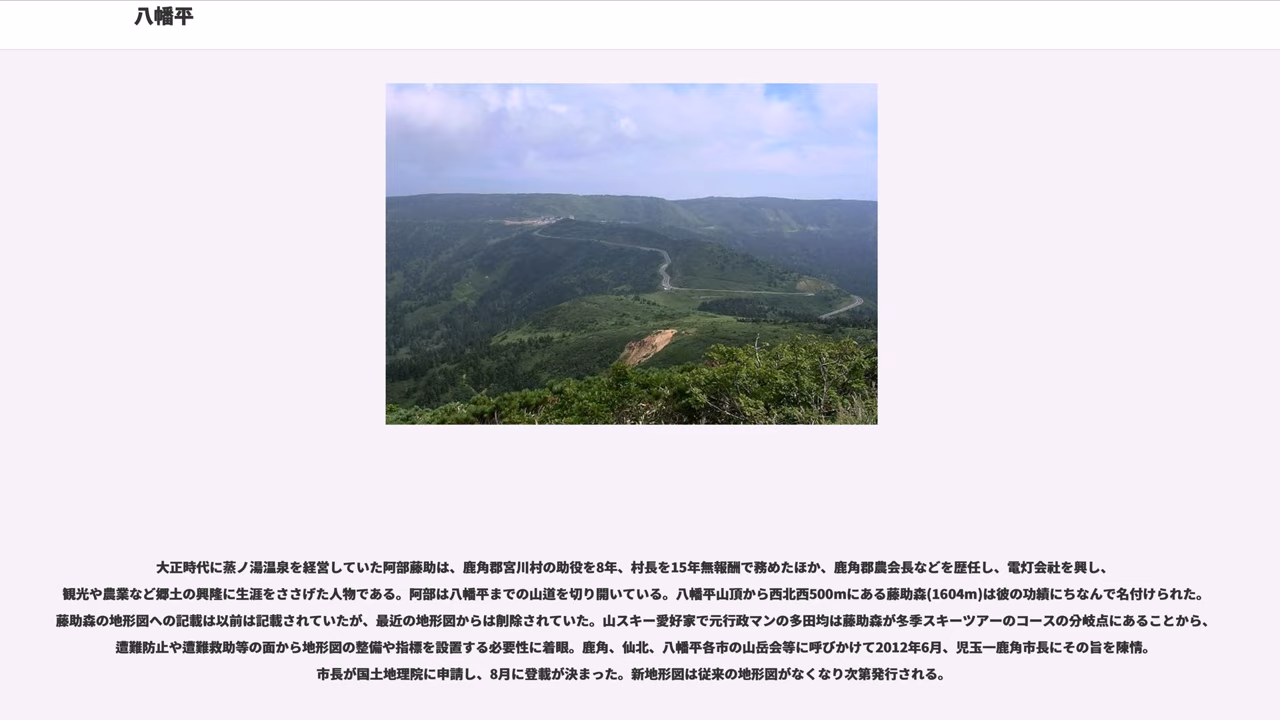 八幡平
大正時代に蒸ノ湯温泉を経営していた阿部藤助は、鹿角郡宮川村の助役を8年、村長を15年無報酬で務めたほか、鹿角郡農会長などを歴任し、電灯会社を興し、
観光や農業など郷土の興隆に生涯をささげた人物である。阿部は八幡平までの山道を切り開いている。八幡平山頂から西北西500mにある藤助森(1604m)は彼の功績にちなんで名付けられた。
藤助森の地形図への記載は以前は記載されていたが、最近の地形図からは削除されていた。山スキー愛好家で元行政マンの多田均は藤助森が冬季スキーツアーのコースの分岐点にあることから、
遭難防止や遭難救助等の面から地形図の整備や指標を設置する必要性に着眼。鹿角、仙北、八幡平各市の山岳会等に呼びかけて2012年6月、児玉一鹿角市長にその旨を陳情。
市長が国土地理院に申請し、8月に登載が決まった。新地形図は従来の地形図がなくなり次第発行される。